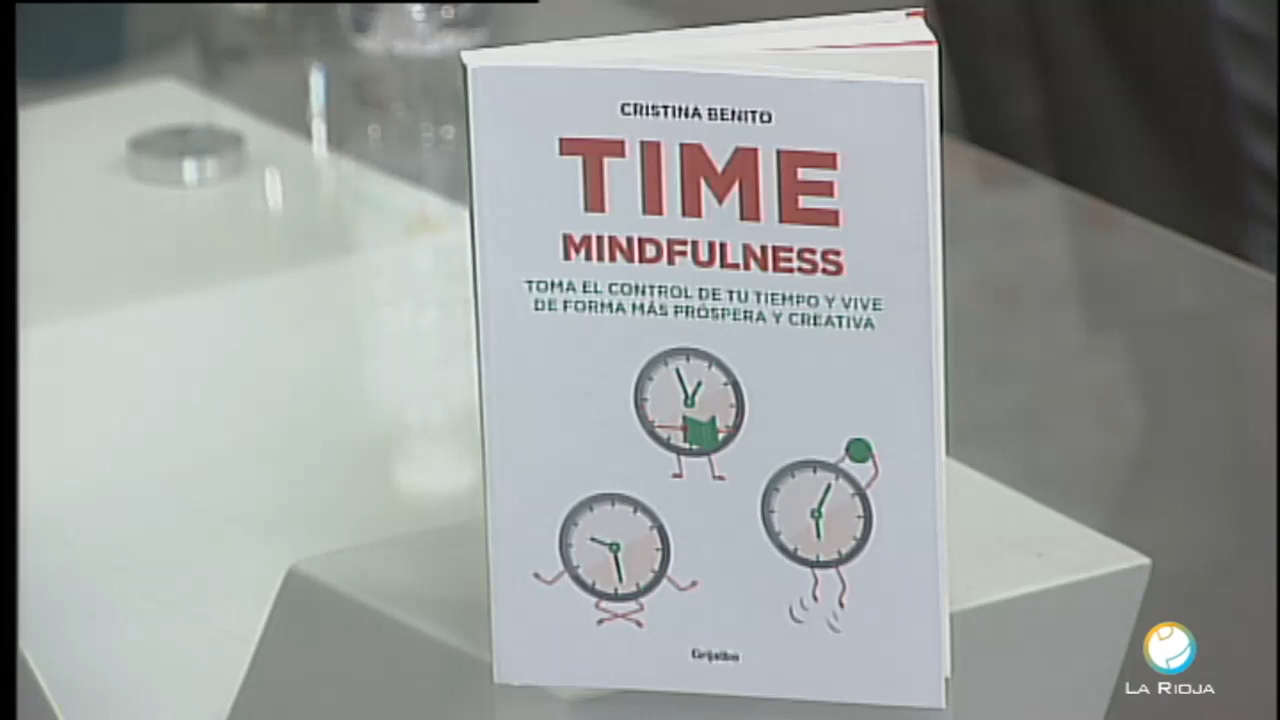 CRISTINA BENITO
TIME
MINDFULNESS
TOMA EL CONTROL DE TU TIEMPO Y VIVE
DE FORMA MÁS PRÓSPERA Y CREATIVA
Grijalbo
LA RIOJA